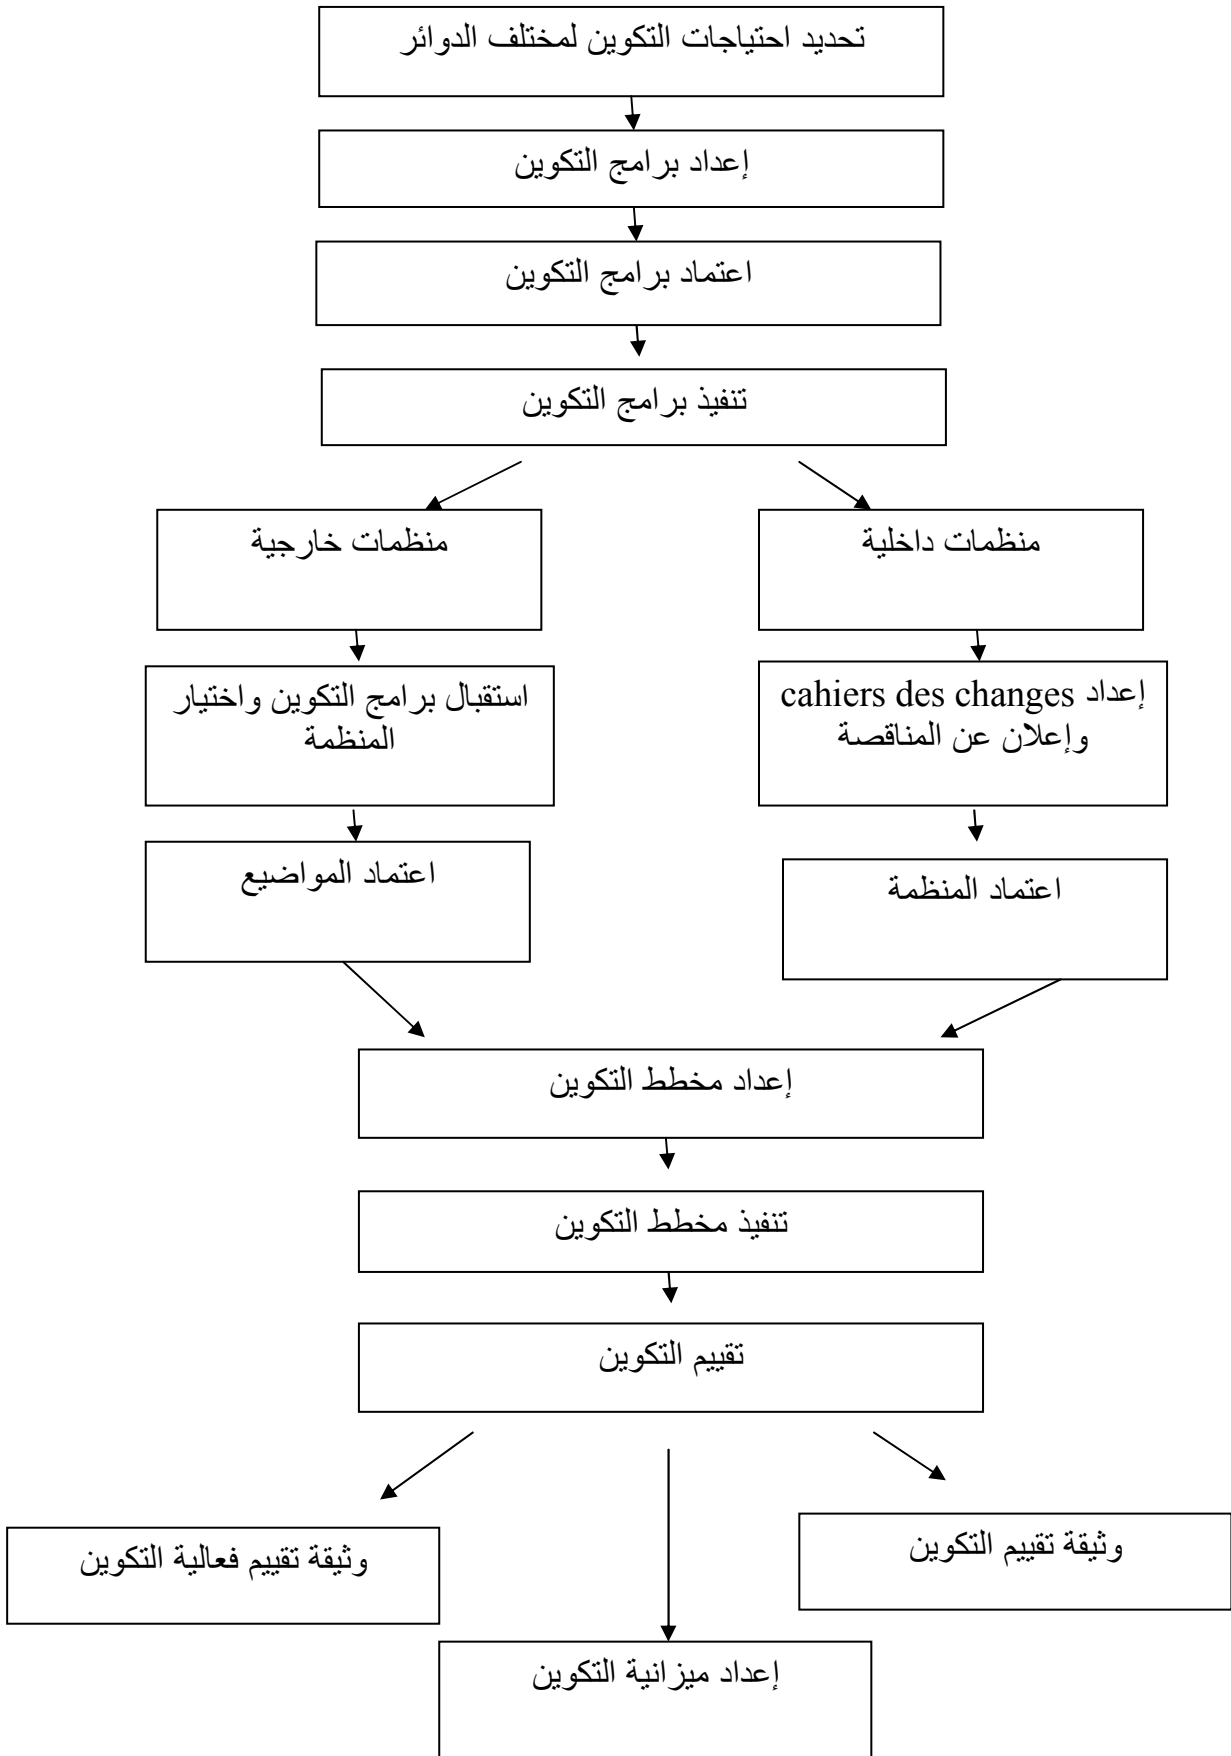 تحديد احتياجات التكوين لمختلف الدوائر
إعداد برامج التكوين
اعتماد برامج التكوين
تنفيذ برامج التكوين
منظمات داخلية
منظمات خارجية
إعداد cahiers des changes
وإعلان عن المناقصة
استقبال برامج التكوين واختيار
المنظمة
اعتماد المنظمة
اعتماد المواضيع
إعداد مخطط التكوين
تنفيذ مخطط التكوين
تقييم التكوين
وثيقة تقييم التكوين
وثيقة تقييم فعالية التكوين
إعداد ميزانية التكوين